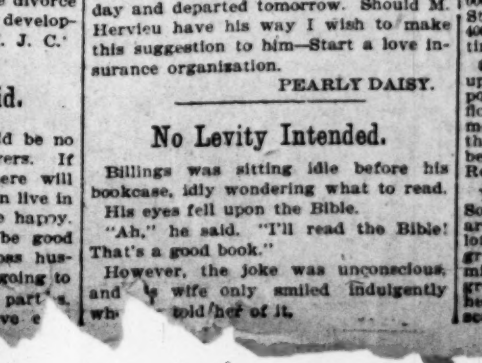 divorce
develop-
. J. C.
day and departed tomorrow. Should M.
Hervieu have his way I wish to make
this suggestion to him—Start a love in-
surance organization.
PEARLY DAISY.
No Levity Intended.
Billings was sitting idle before his
bookcase, idly wondering what to read.
His eyes fell upon the Bible.
"Ah," he said. "I'll read the Bible!
That's a good book."
However, the joke was unconscious,
and wife only smiled indulgently
told her of it.
id.
d be no
ers. If
ere will
n live in
e happy.
be good
oss hus-
going to
part